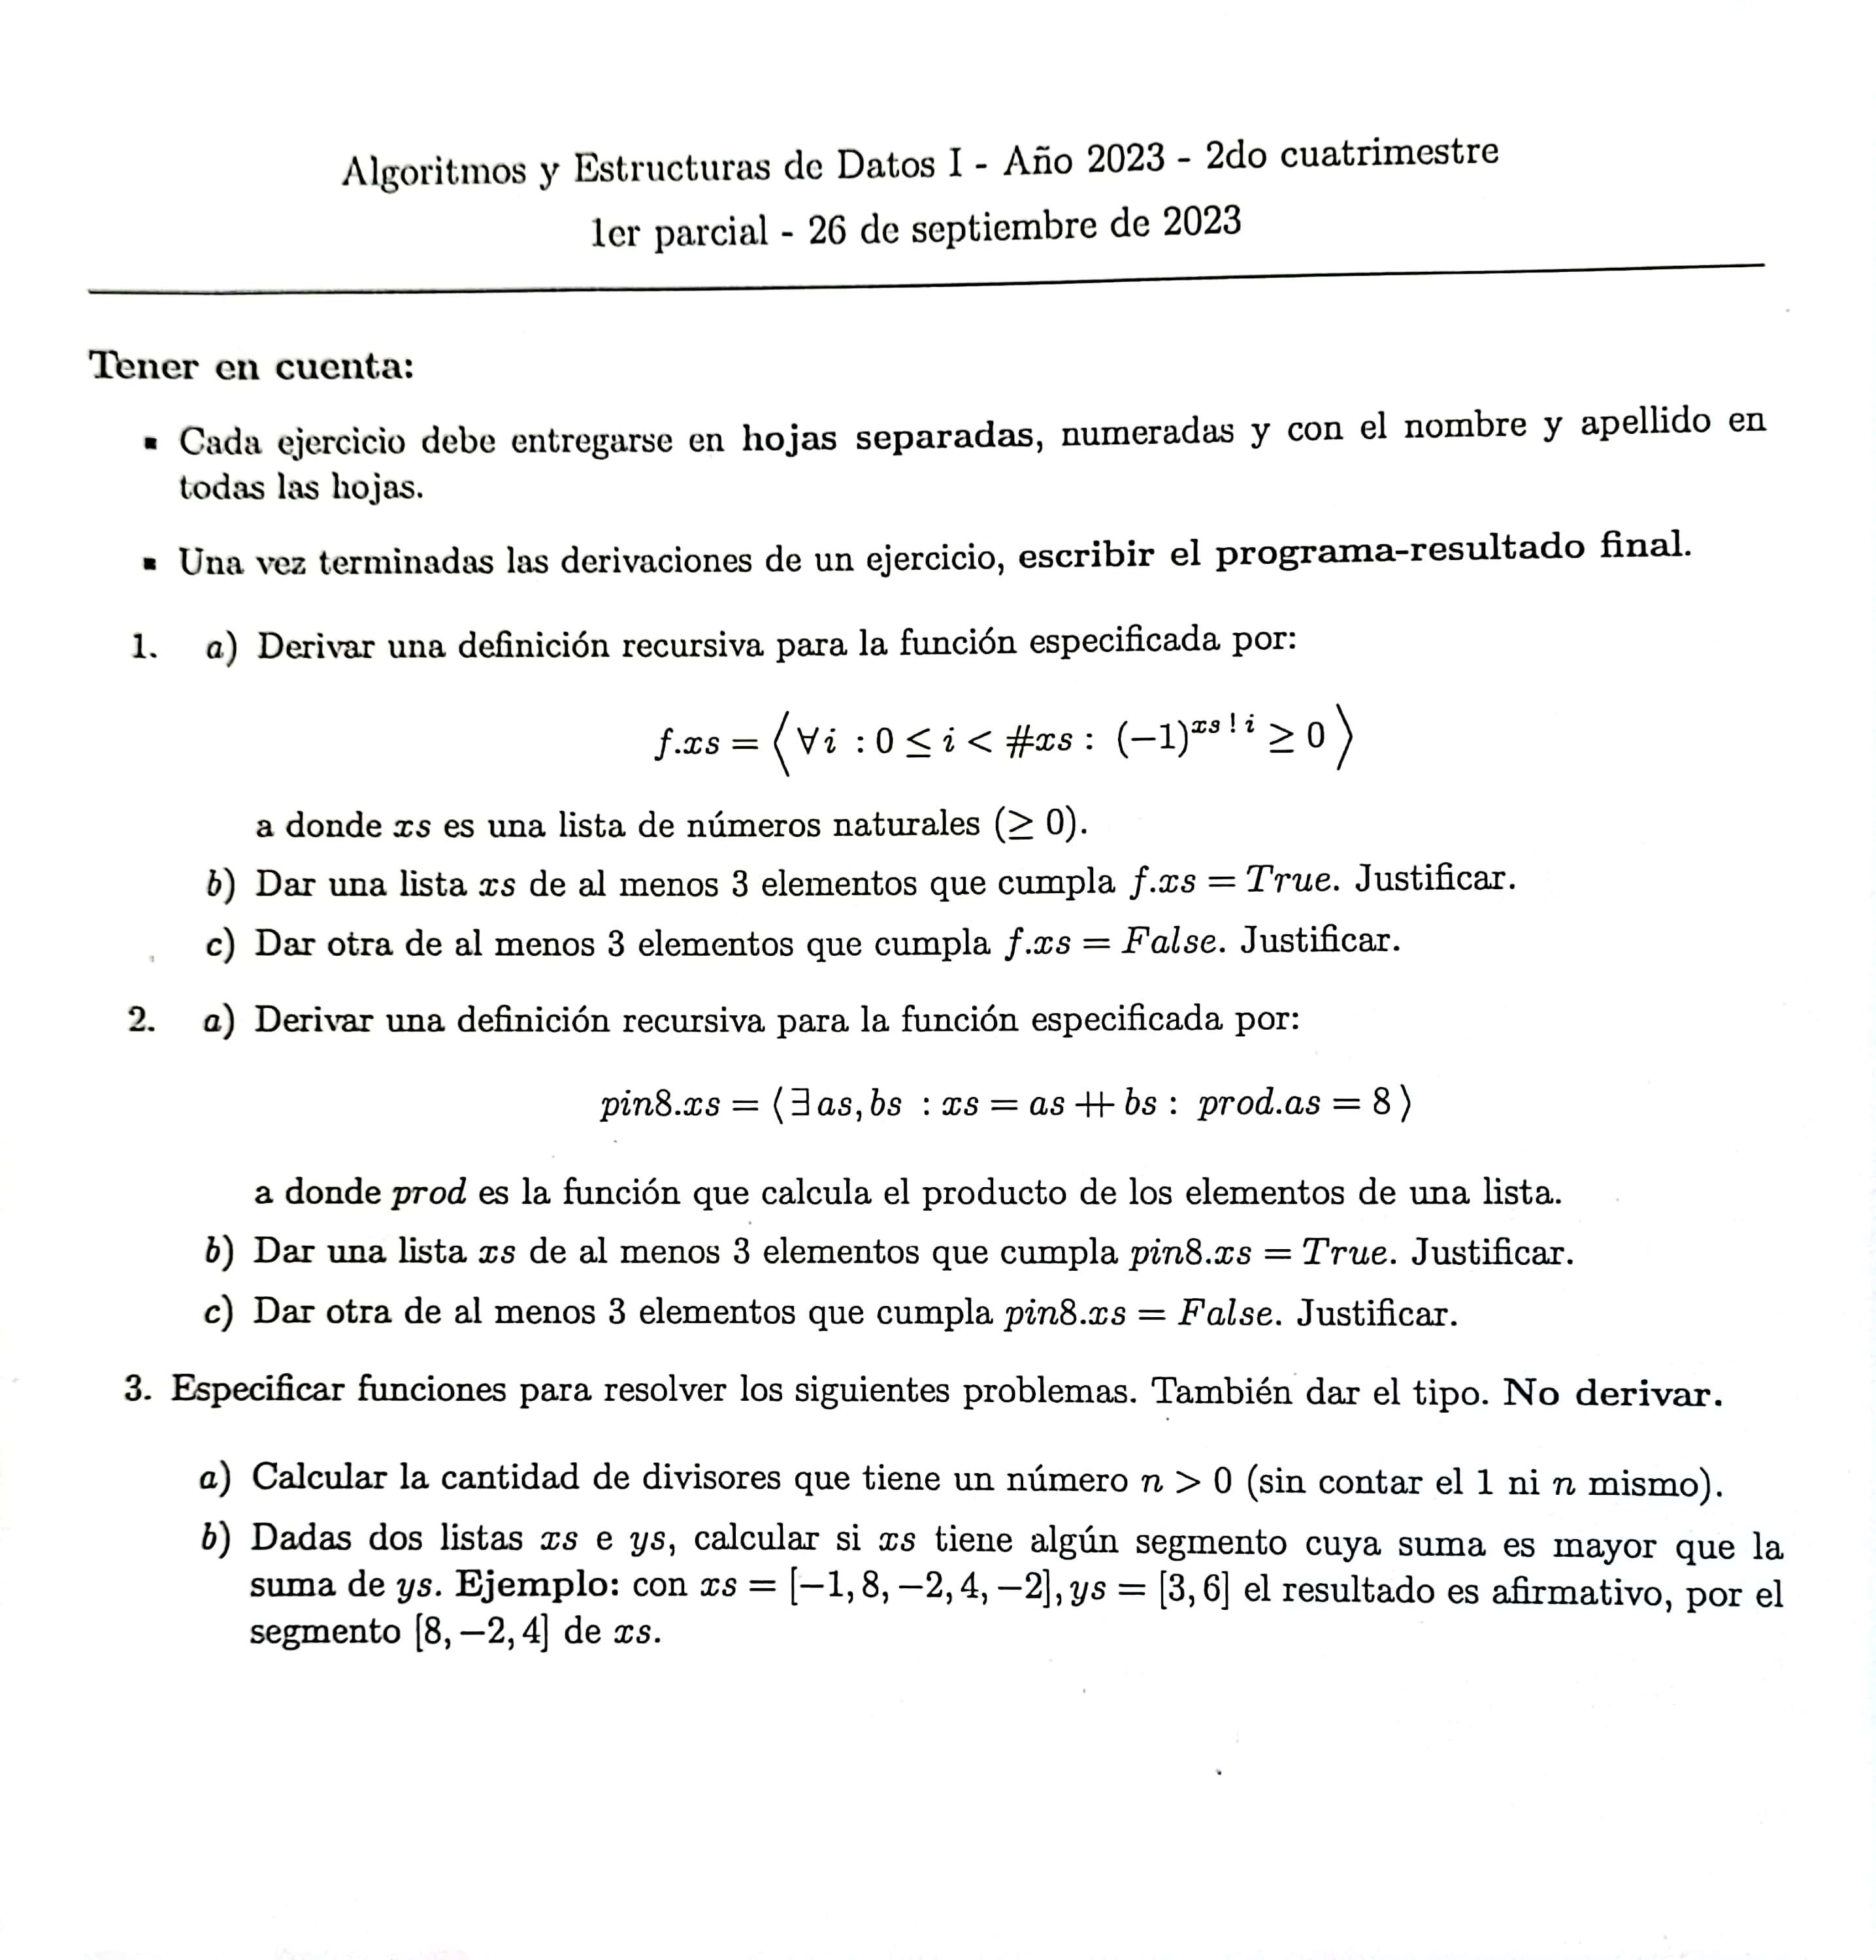 Algoritmos y Estructuras de Datos I - Año 2023 - 2do cuatrimestre
1er parcial - 26 de septiembre de 2023
Tener en cuenta:
▪ Cada ejercicio debe entregarse en hojas separadas, numeradas y con el nombre y apellido en
todas las hojas.
▪ Una vez terminadas las derivaciones de un ejercicio, escribir el programa-resultado final.
1. a) Derivar una definición recursiva para la función especificada por:
f.xs = ⟨ ∀ i : 0 ≤ i < #xs : (−1)^{xs ! i} ≥ 0 ⟩
a donde xs es una lista de números naturales (≥ 0).
b) Dar una lista xs de al menos 3 elementos que cumpla f.xs = True. Justificar.
c) Dar otra de al menos 3 elementos que cumpla f.xs = False. Justificar.
2. a) Derivar una definición recursiva para la función especificada por:
pin8.xs = ⟨ ∃ as, bs : xs = as ++ bs : prod.as = 8 ⟩
a donde prod es la función que calcula el producto de los elementos de una lista.
b) Dar una lista xs de al menos 3 elementos que cumpla pin8.xs = True. Justificar.
c) Dar otra de al menos 3 elementos que cumpla pin8.xs = False. Justificar.
3. Especificar funciones para resolver los siguientes problemas. También dar el tipo. No derivar.
a) Calcular la cantidad de divisores que tiene un número n > 0 (sin contar el 1 ni n mismo).
b) Dadas dos listas xs e ys, calcular si xs tiene algún segmento cuya suma es mayor que la
suma de ys. Ejemplo: con xs = [−1, 8, −2, 4, −2], ys = [3, 6] el resultado es afirmativo, por el
segmento [8, −2, 4] de xs.